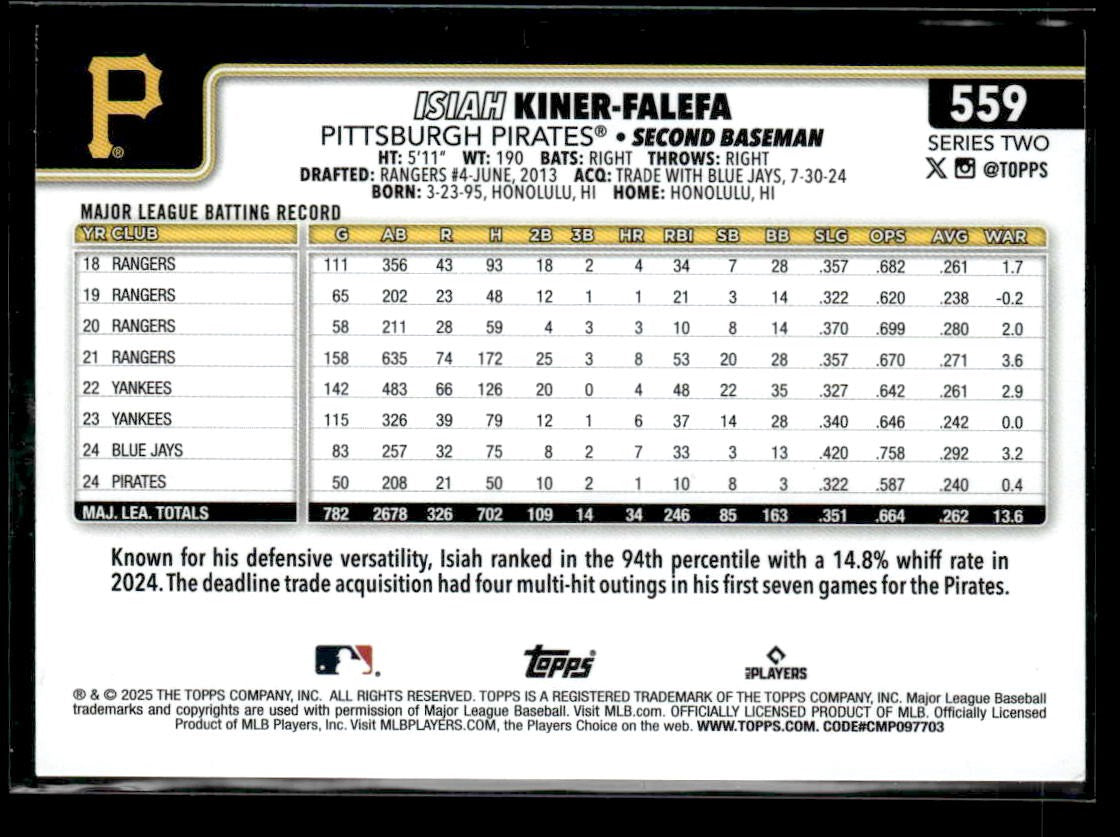 P®
559
ISIAH KINER-FALEFA
PITTSBURGH PIRATES® • SECOND BASEMAN
SERIES TWO
HT: 5'11" WT: 190 BATS: RIGHT THROWS: RIGHT
@TOPPS
DRAFTED: RANGERS #4-JUNE, 2013 ACQ: TRADE WITH BLUE JAYS, 7-30-24
BORN: 3-23-95, HONOLULU, HI HOME: HONOLULU, HI
MAJOR LEAGUE BATTING RECORD
YR CLUB G AB R H 2B 3B HR RBI SB BB SLG OPS AVG WAR
18 RANGERS 111 356 43 93 18 2 4 34 7 28 .357 .682 .261 1.7
19 RANGERS 65 202 23 48 12 1 1 21 3 14 .322 .620 .238 -0.2
20 RANGERS 58 211 28 59 4 3 3 10 8 14 .370 .699 .280 2.0
21 RANGERS 158 635 74 172 25 3 8 53 20 28 .357 .670 .271 3.6
22 YANKEES 142 483 66 126 20 0 4 48 22 35 .327 .642 .261 2.9
23 YANKEES 115 326 39 79 12 1 6 37 14 28 .340 .646 .242 0.0
24 BLUE JAYS 83 257 32 75 8 2 7 33 3 13 .420 .758 .292 3.2
24 PIRATES 50 208 21 50 10 2 1 10 8 3 .322 .587 .240 0.4
MAJ. LEA. TOTALS 782 2678 326 702 109 14 34 246 85 163 .351 .664 .262 13.6
Known for his defensive versatility, Isiah ranked in the 94th percentile with a 14.8% whiff rate in
2024. The deadline trade acquisition had four multi-hit outings in his first seven games for the Pirates.
Topps
MLBPLAYERS
® & © 2025 THE TOPPS COMPANY, INC. ALL RIGHTS RESERVED. TOPPS IS A REGISTERED TRADEMARK OF THE TOPPS COMPANY, INC. Major League Baseball
trademarks and copyrights are used with permission of Major League Baseball. Visit MLB.com. OFFICIALLY LICENSED PRODUCT OF MLB. Officially Licensed
Product of MLB Players, Inc. Visit MLBPLAYERS.COM, the Players Choice on the web. WWW.TOPPS.COM. CODE#CMP097703